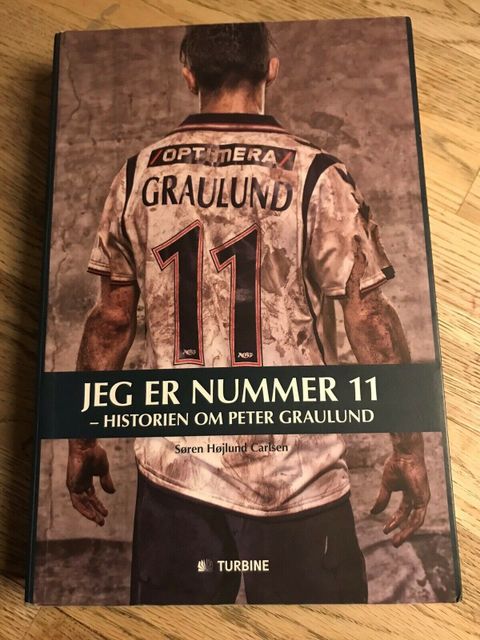 OPTIMERA
GRAULUND
11
JEG ER NUMMER 11
– HISTORIEN OM PETER GRAULUND
Søren Højlund Carlsen
TURBINE